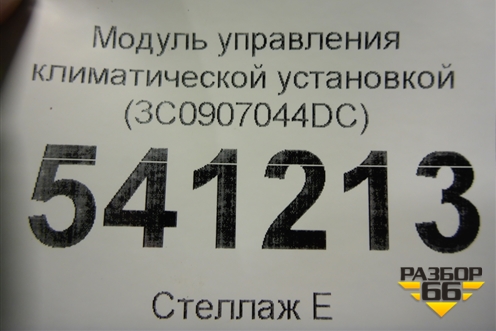 Модуль управления
климатической установкой
(3C0907044DC)
541213
Стеллаж Е
РАЗБОР
66